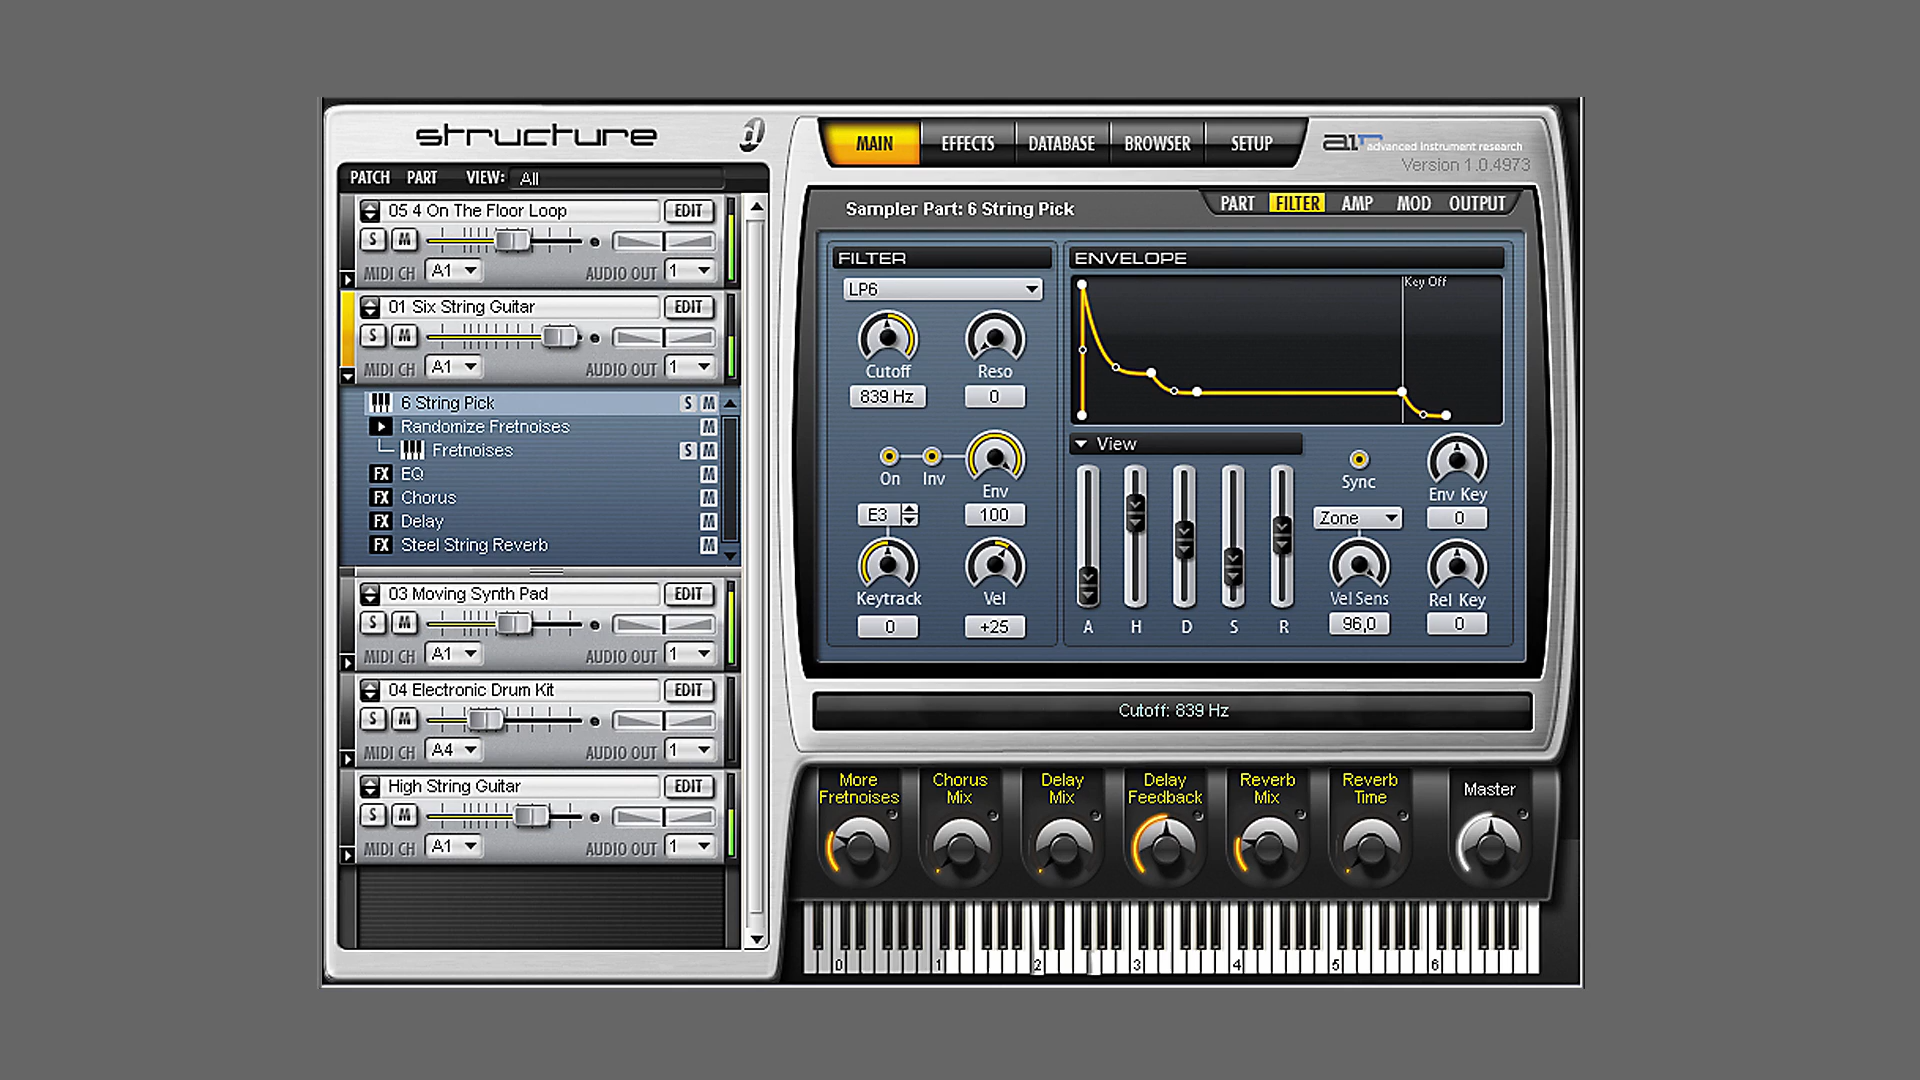 structure
PATCH PART VIEW: All
05 4 On The Floor Loop EDIT
S M
MIDI CH A1 AUDIO OUT 1
01 Six String Guitar EDIT
S M
MIDI CH A1 AUDIO OUT 1
6 String Pick S M
Randomize Fretnoises M
Fretnoises S M
FX EQ M
FX Chorus M
FX Delay M
FX Steel String Reverb M
03 Moving Synth Pad EDIT
S M
MIDI CH A1 AUDIO OUT 1
04 Electronic Drum Kit EDIT
S M
MIDI CH A4 AUDIO OUT 1
High String Guitar EDIT
S M
MIDI CH A1 AUDIO OUT 1
MAIN EFFECTS DATABASE BROWSER SETUP
air advanced instrument research
Version 1.0.4973
Sampler Part: 6 String Pick
PART FILTER AMP MOD OUTPUT
FILTER
LP6
Cutoff Reso
839 Hz 0
On Inv Env
E3 100
Keytrack Vel
0 +25
ENVELOPE
Key Off
View
A H D S R
Sync Env Key
Zone 0
Vel Sens Rel Key
96,0 0
Cutoff: 839 Hz
More Fretnoises
Chorus Mix
Delay Mix
Delay Feedback
Reverb Mix
Reverb Time
Master
0 1 2 3 4 5 6